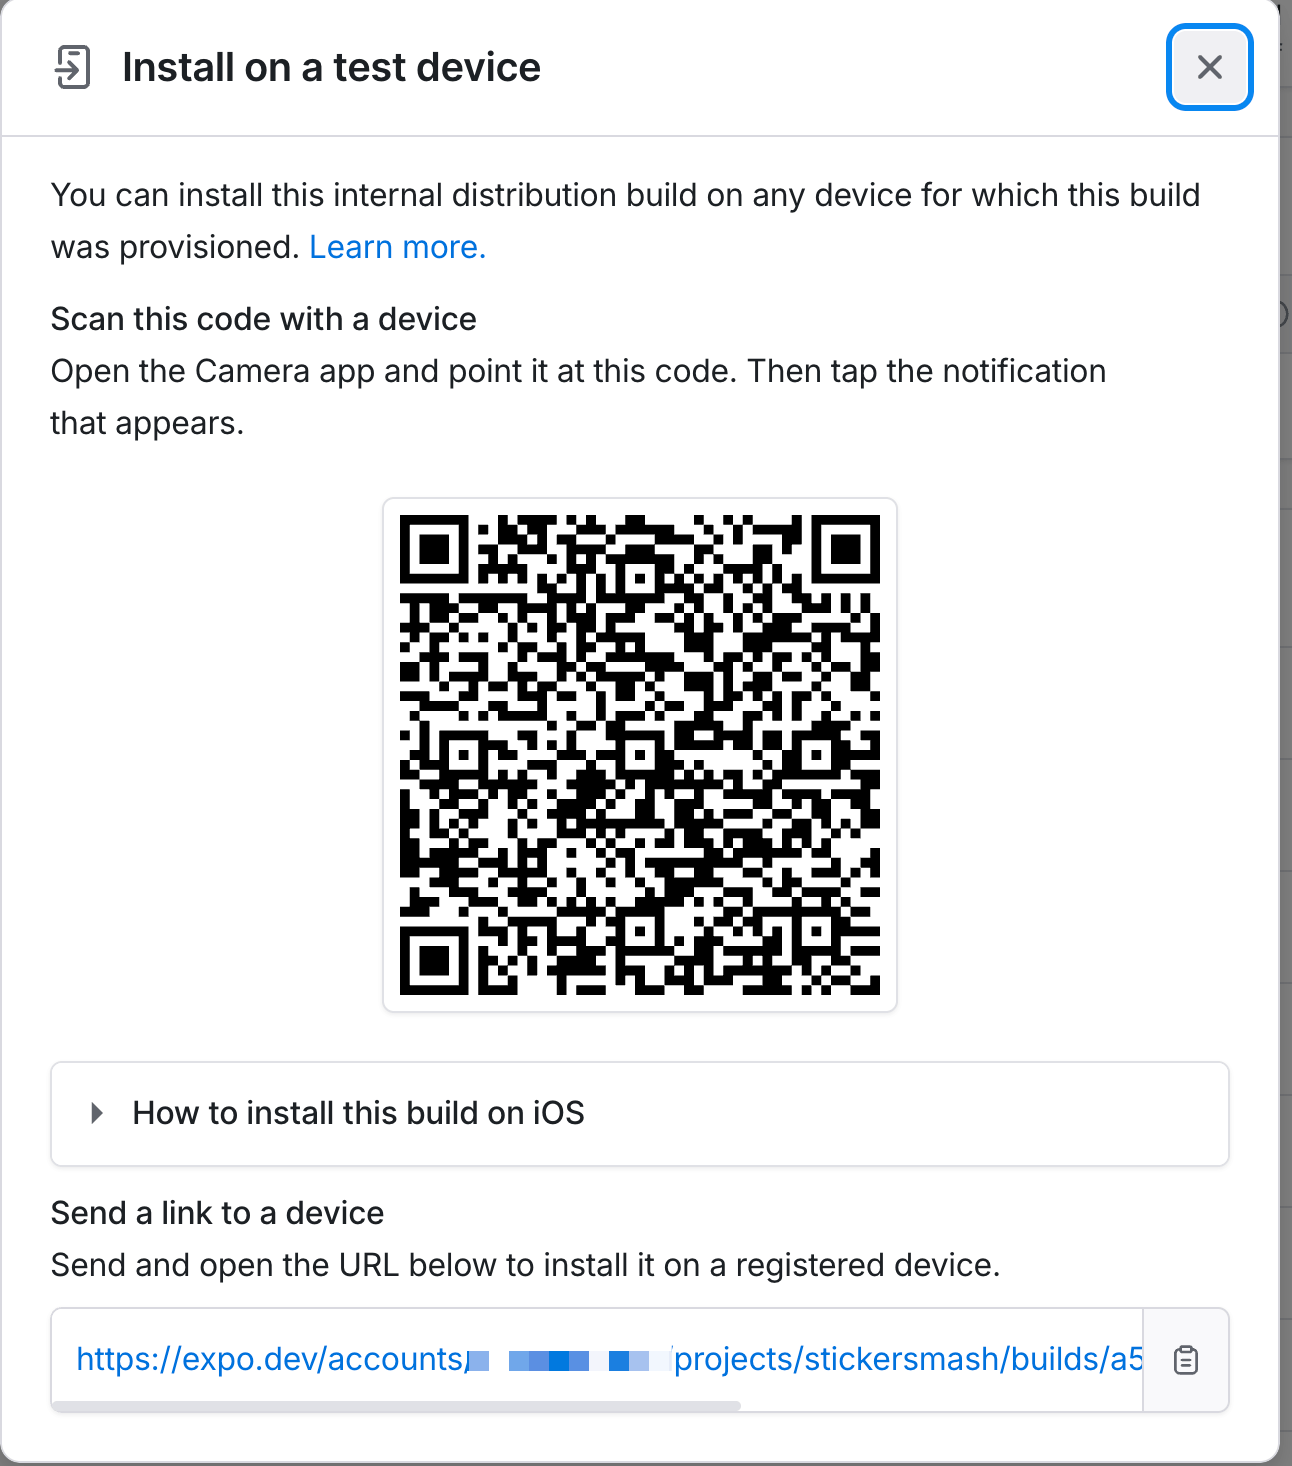 Install on a test device
You can install this internal distribution build on any device for which this build
was provisioned. Learn more.
Scan this code with a device
Open the Camera app and point it at this code. Then tap the notification
that appears.
How to install this build on iOS
Send a link to a device
Send and open the URL below to install it on a registered device.
https://expo.dev/accounts/ /projects/stickersmash/builds/a5